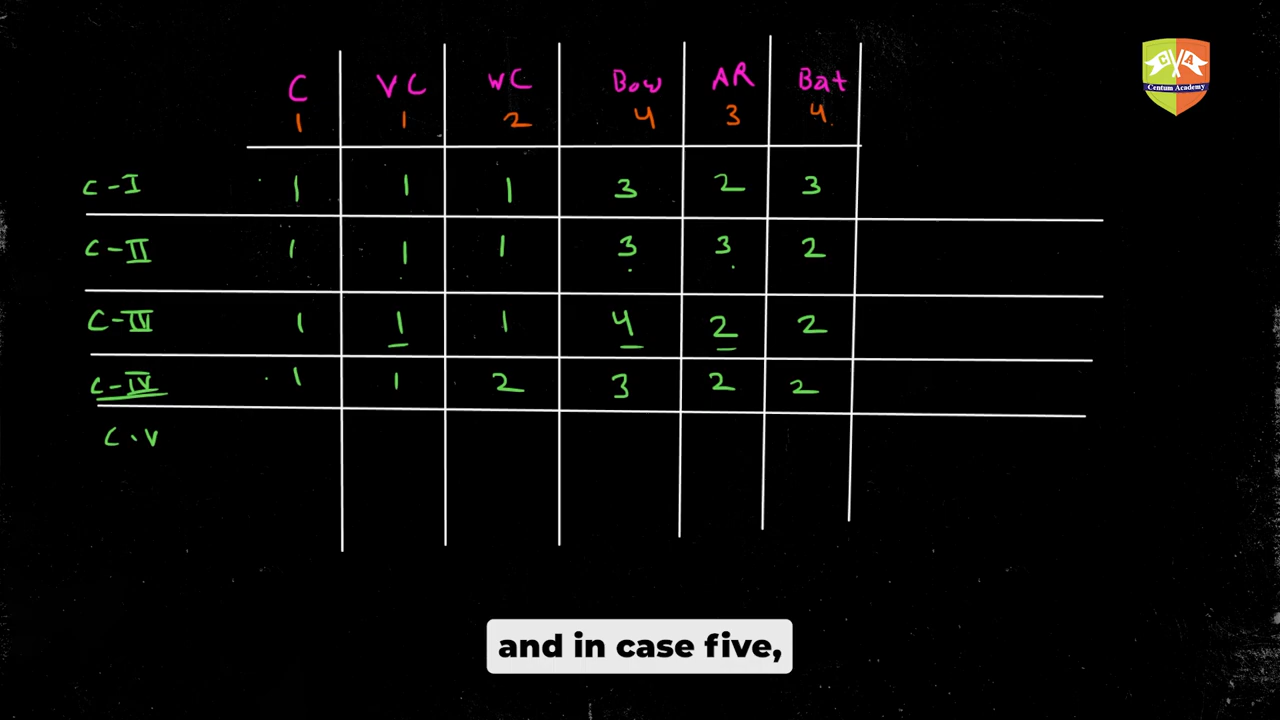 C VC WC Bow AR Bat
1 1 2 4 3 4
C-I 1 1 1 3 2 3
C-II 1 1 1 3 3 2
C-III 1 1 1 4 2 2
C-IV 1 1 2 3 2 2
C.V
and in case five,
CVA
Centum Academy